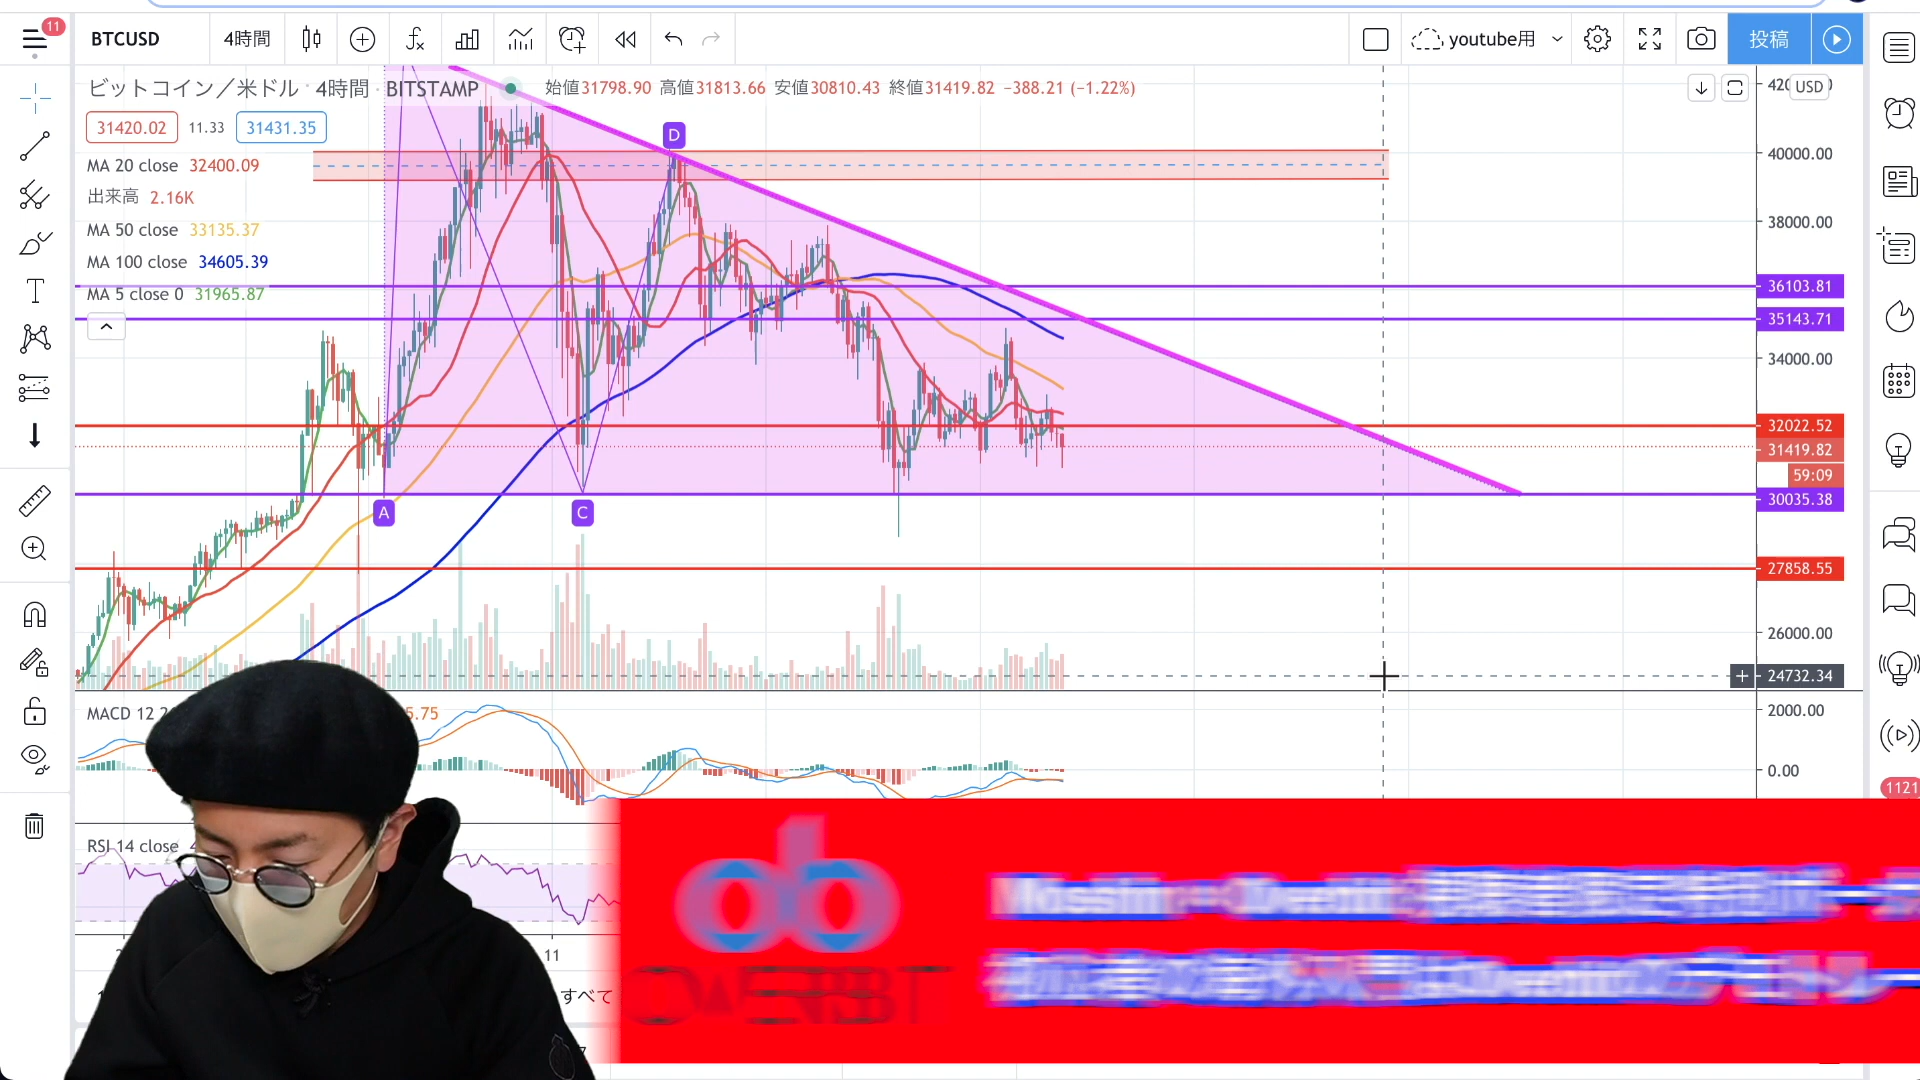 11
BTCUSD
4時間
youtube用
投稿
ビットコイン／米ドル · 4時間 · BITSTAMP
始値31798.90 高値31813.66 安値30810.43 終値31419.82 −388.21 (−1.22%)
USD
31420.02
11.33
31431.35
MA 20 close 32400.09
出来高 2.16K
MA 50 close 33135.37
MA 100 close 34605.39
MA 5 close 0 31965.87
D
A
C
40000.00
38000.00
36103.81
35143.71
34000.00
32022.52
31419.82
59:09
30035.38
27858.55
26000.00
24732.34
2000.00
0.00
MACD 12
5.75
RSI 14 close
11
すべて
1121